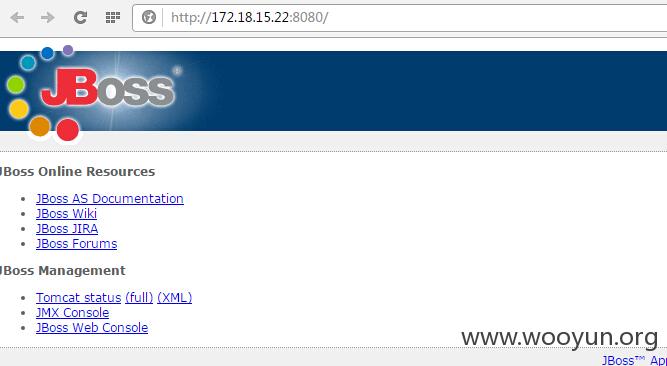 http://172.18.15.22:8080/
JBoss®
JBoss Online Resources
JBoss AS Documentation
JBoss Wiki
JBoss JIRA
JBoss Forums
JBoss Management
Tomcat status (full) (XML)
JMX Console
JBoss Web Console
www.wooyun.org
JBoss™ App